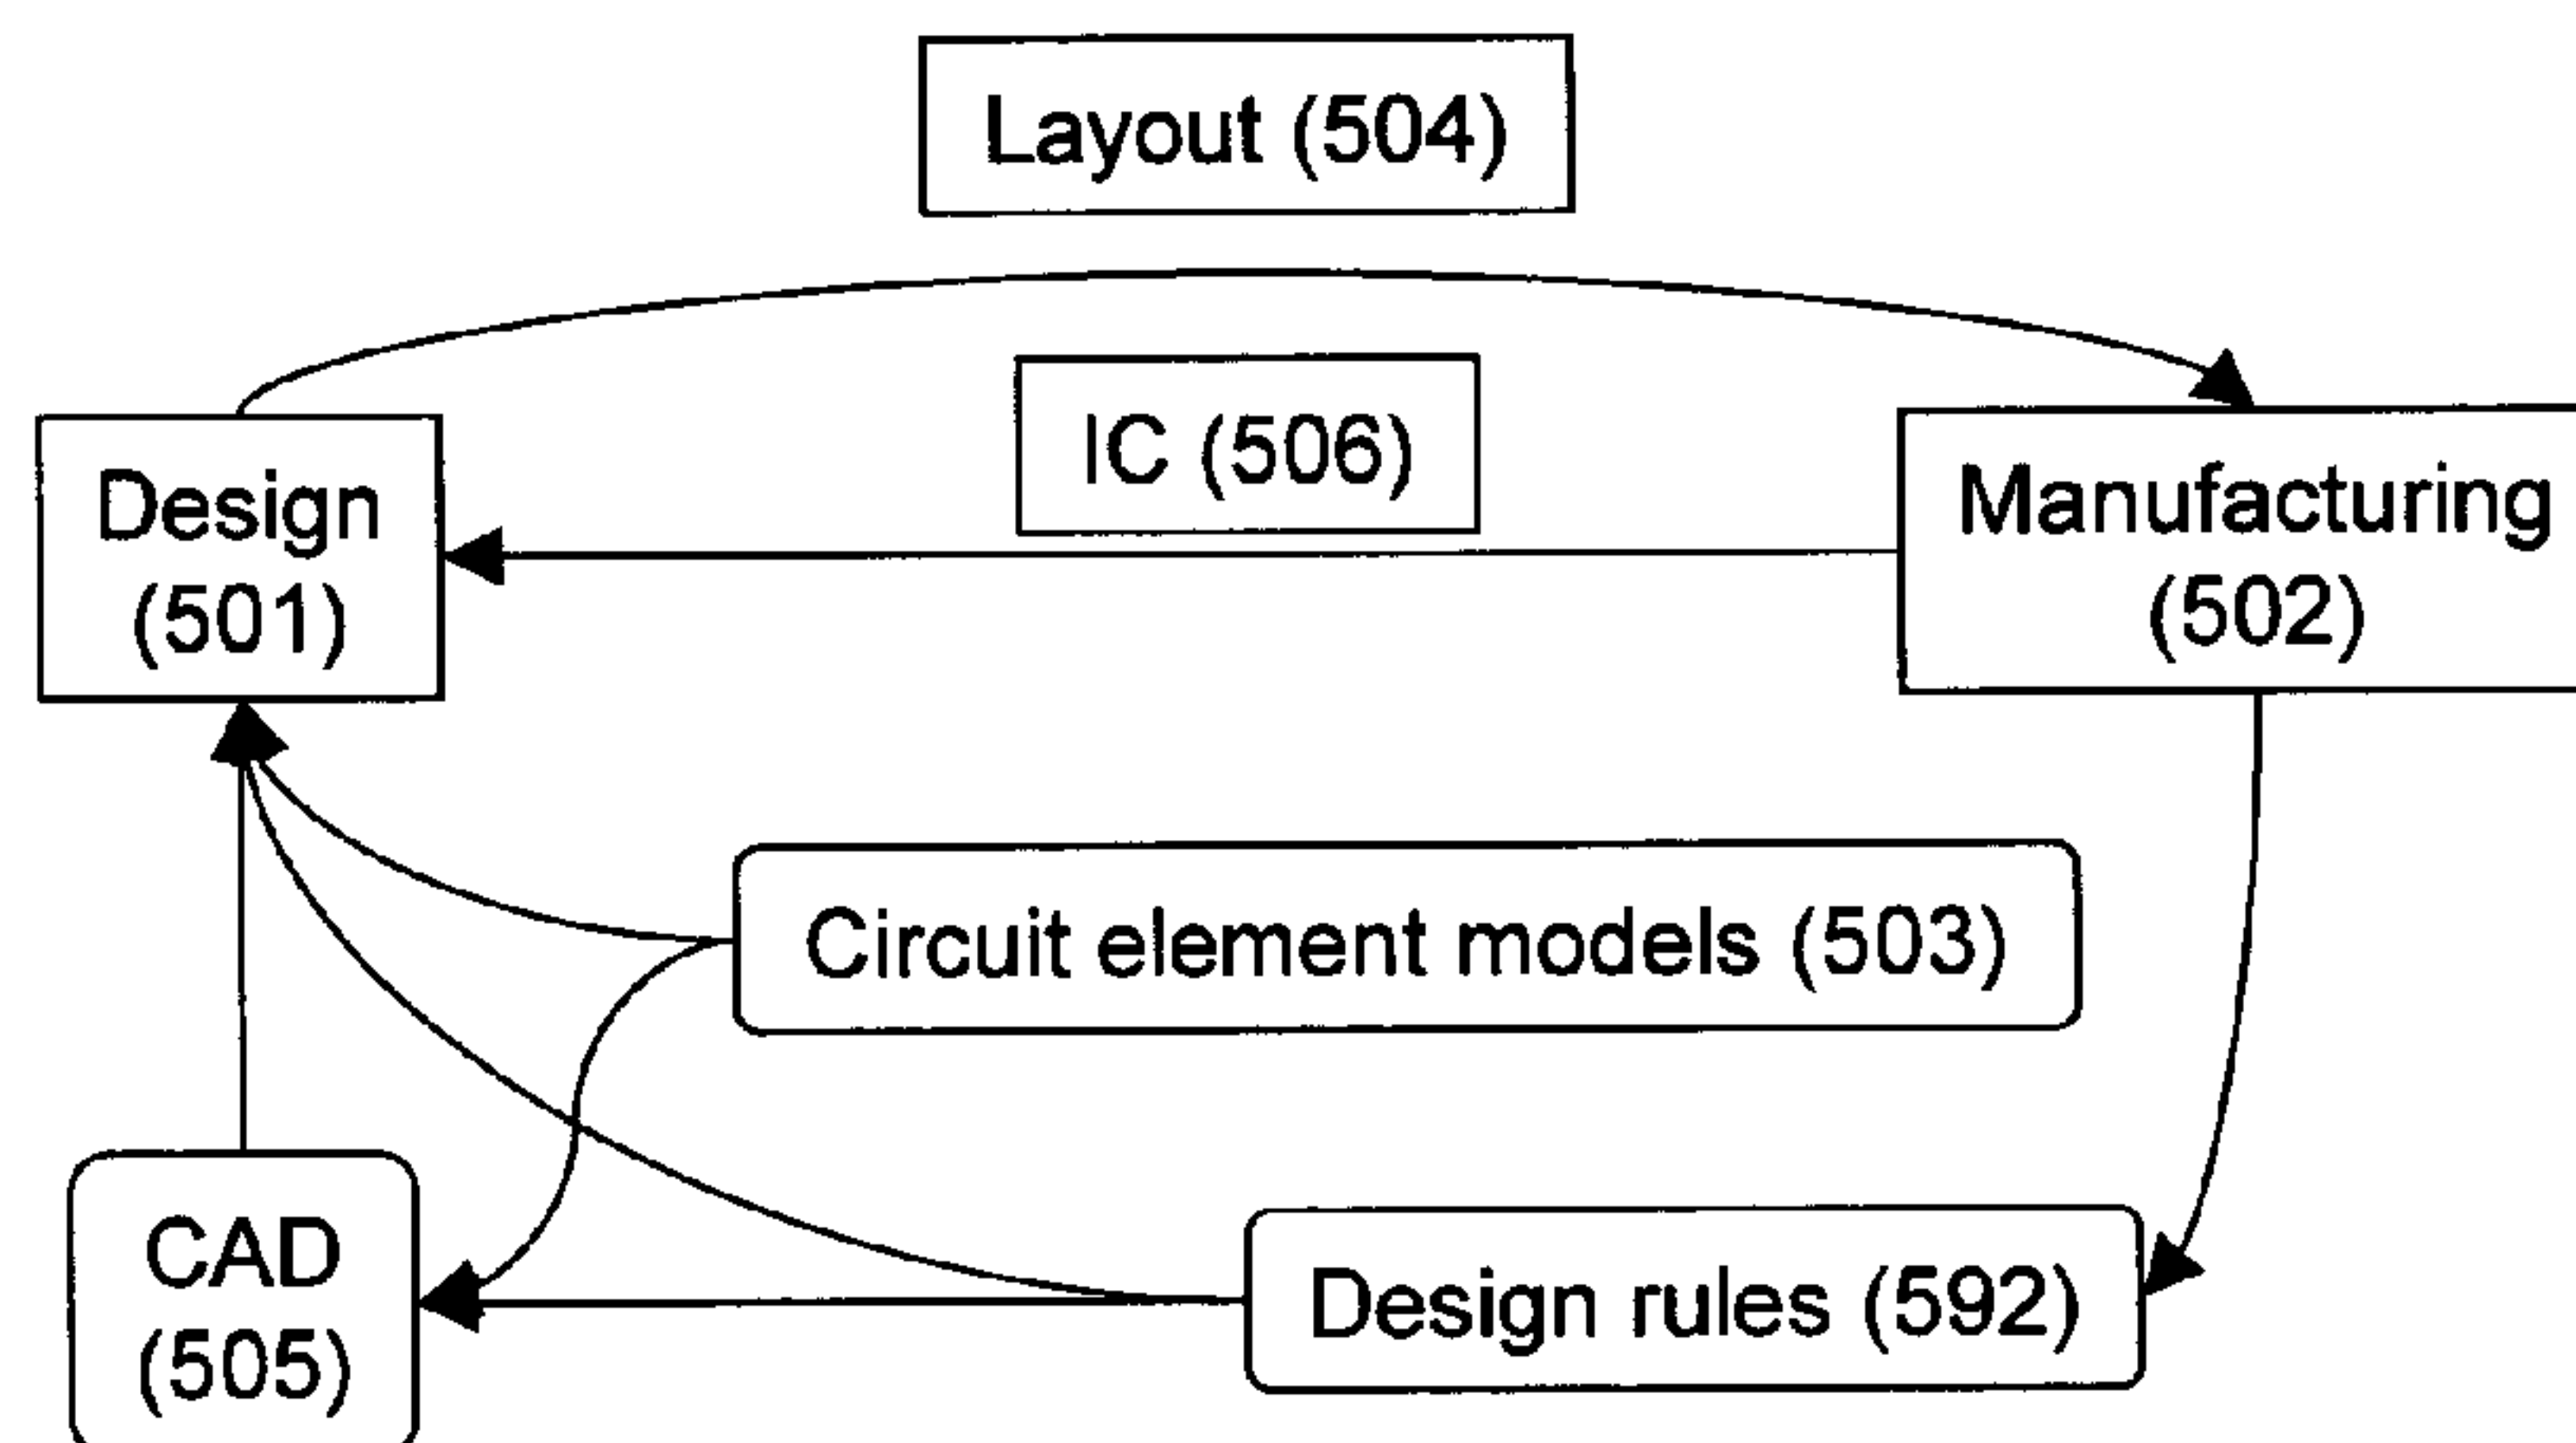 Layout (504)
IC (506)
Design
(501)
Manufacturing
(502)
Circuit element models (503)
CAD
(505)
Design rules (592)